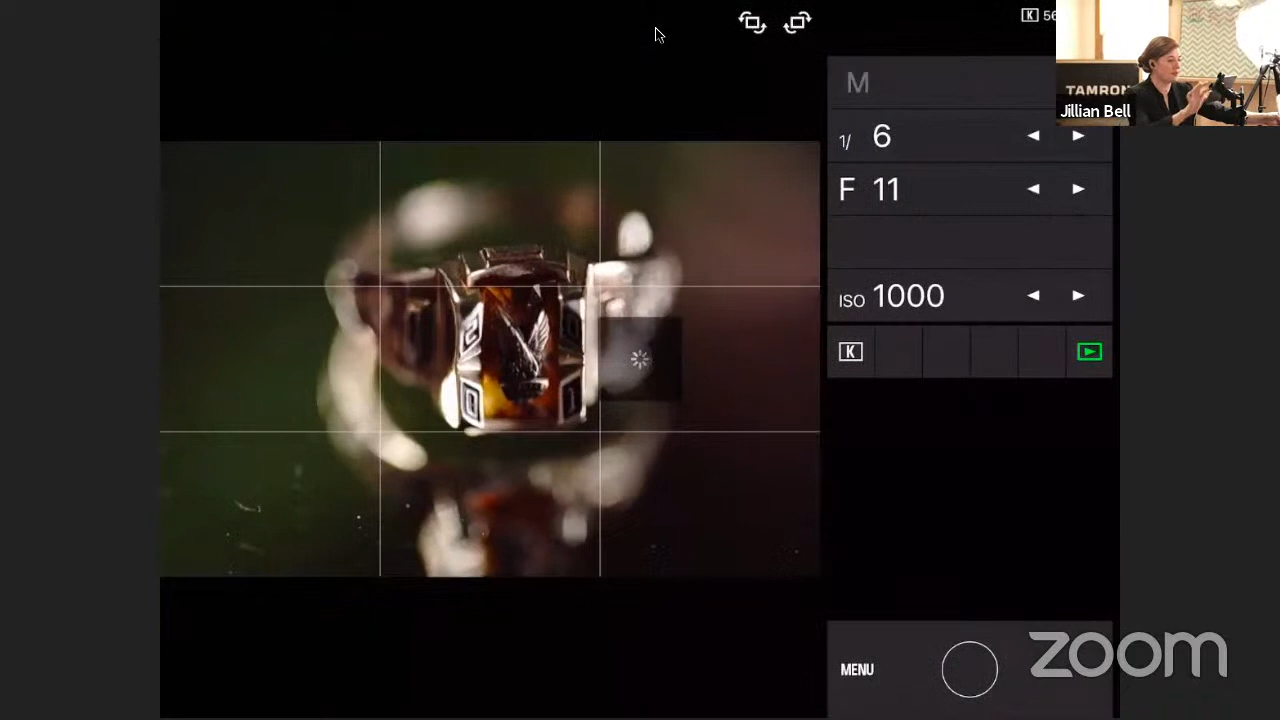 K 56
M
1/ 6
F 11
ISO 1000
K
MENU
TAMRON
Jillian Bell
zoom